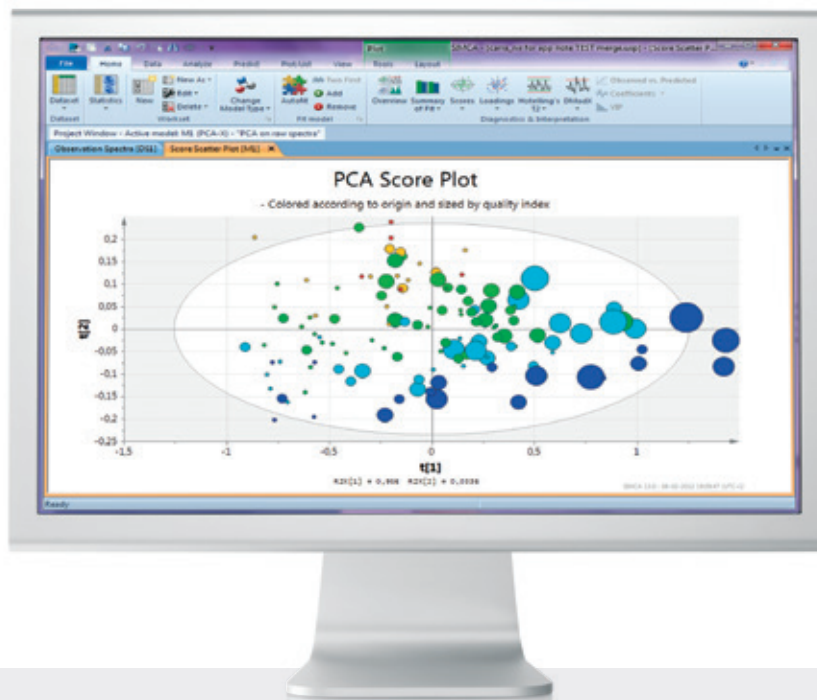 Plot
SIMCA
File Home Data Analyze Predict Plot/List View Tools Layout
Dataset Statistics New New As Edit Delete Change Model Type Autofit Two First Add Remove Overview Summary of Fit Scores Loadings Hotelling's T2 DModX Observed vs. Predicted Coefficients VIP
Dataset Workset Fit model Diagnostics & Interpretation
Project Window - Active model: M1 (PCA-X) - "PCA on raw spectra"
Observation Spectra [DS1] Score Scatter Plot [M1]
PCA Score Plot
- Colored according to origin and sized by quality index
t[2]
0,2
0,15
0,1
0,05
0
-0,05
-0,1
-0,15
-0,2
-0,25
-1,5 -1 -0,5 0 0,5 1
t[1]
Ready